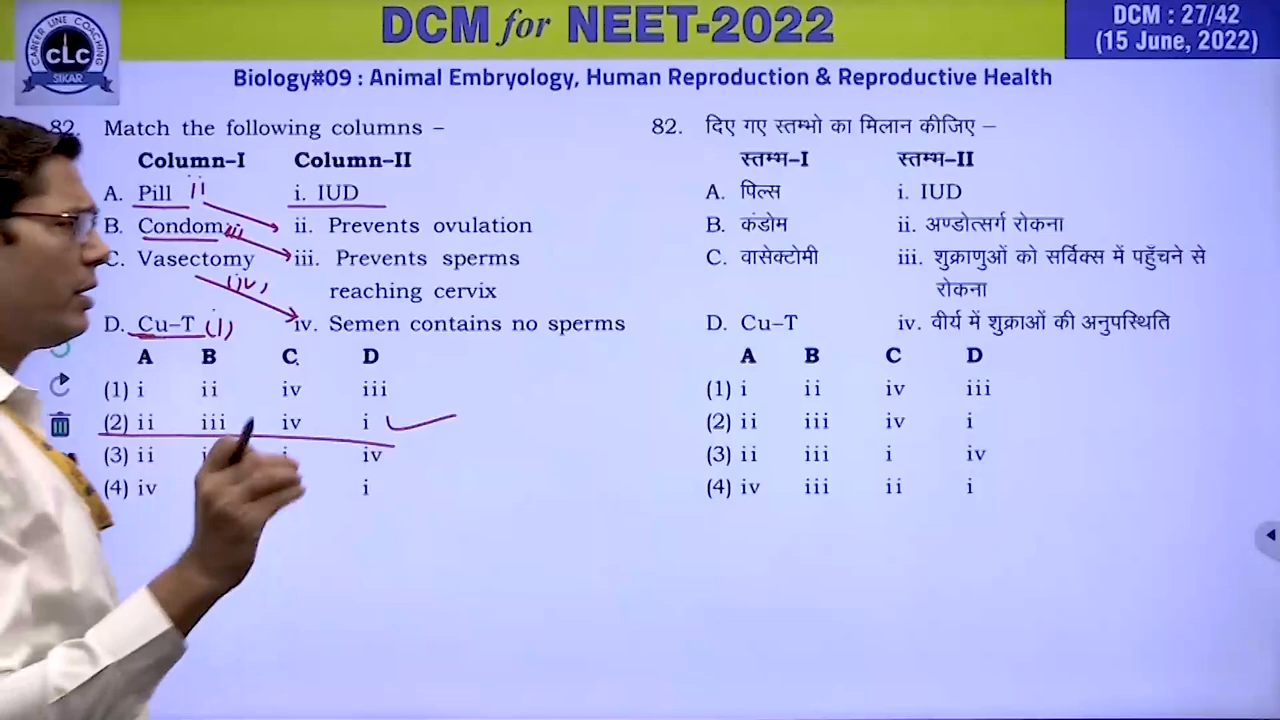 CAREER LINE COACHING
CLC
SIKAR
DCM for NEET-2022
DCM : 27/42
(15 June, 2022)
Biology#09 : Animal Embryology, Human Reproduction & Reproductive Health
82. Match the following columns –
Column–I Column–II
A. Pill ii i. IUD
B. Condom iii ii. Prevents ovulation
C. Vasectomy iii. Prevents sperms
(iv) reaching cervix
D. Cu–T (i) iv. Semen contains no sperms
A B C D
(1) i ii iv iii
(2) ii iii iv i
(3) ii i iv
(4) iv i
82. दिए गए स्तम्भो का मिलान कीजिए –
स्तम्भ–I स्तम्भ–II
A. पिल्स i. IUD
B. कंडोम ii. अण्डोत्सर्ग रोकना
C. वासेक्टोमी iii. शुक्राणुओं को सर्विक्स में पहुँचने से
रोकना
D. Cu–T iv. वीर्य में शुक्राओं की अनुपस्थिति
A B C D
(1) i ii iv iii
(2) ii iii iv i
(3) ii iii i iv
(4) iv iii ii i